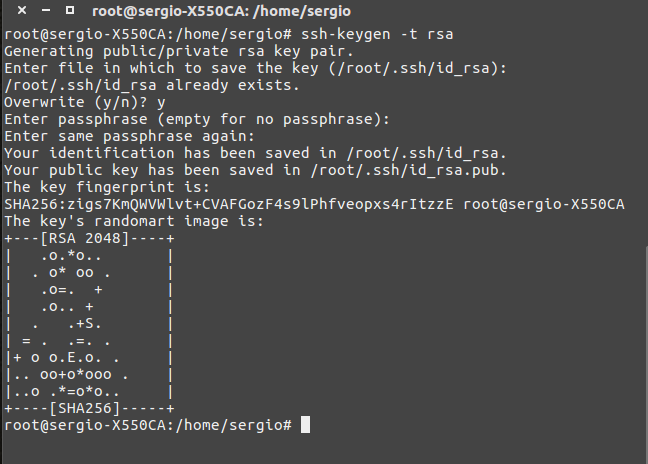 root@sergio-X550CA: /home/sergio
root@sergio-X550CA:/home/sergio# ssh-keygen -t rsa
Generating public/private rsa key pair.
Enter file in which to save the key (/root/.ssh/id_rsa):
/root/.ssh/id_rsa already exists.
Overwrite (y/n)? y
Enter passphrase (empty for no passphrase):
Enter same passphrase again:
Your identification has been saved in /root/.ssh/id_rsa.
Your public key has been saved in /root/.ssh/id_rsa.pub.
The key fingerprint is:
SHA256:zigs7KmQWVWlvt+CVAFGozF4s9lPhfveopxs4rItzzE root@sergio-X550CA
The key's randomart image is:
+---[RSA 2048]----+
|   .o.*o..       |
|  . o* oo .      |
|   .o=.  +       |
|   .o.. +        |
|  .   .+S.       |
| = .  .=. .      |
|+ o o.E.o. .     |
|.. oo+o*ooo .    |
|..o .*=o*o..     |
+----[SHA256]-----+
root@sergio-X550CA:/home/sergio#